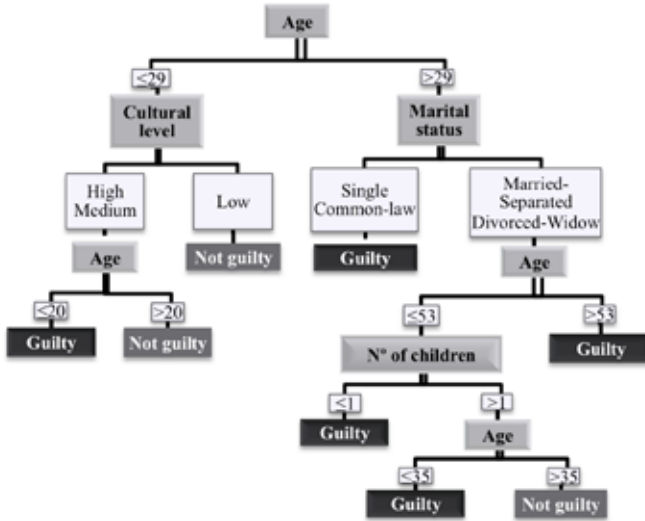 Age
≤29
>29
Cultural
level
Marital
status
High
Medium
Low
Single
Common-law
Married-
Separated
Divorced-Widow
Age
Not guilty
Guilty
Age
≤20
>20
≤53
>53
Guilty
Not guilty
Nº of children
Guilty
≤1
>1
Guilty
Age
≤35
>35
Guilty
Not guilty